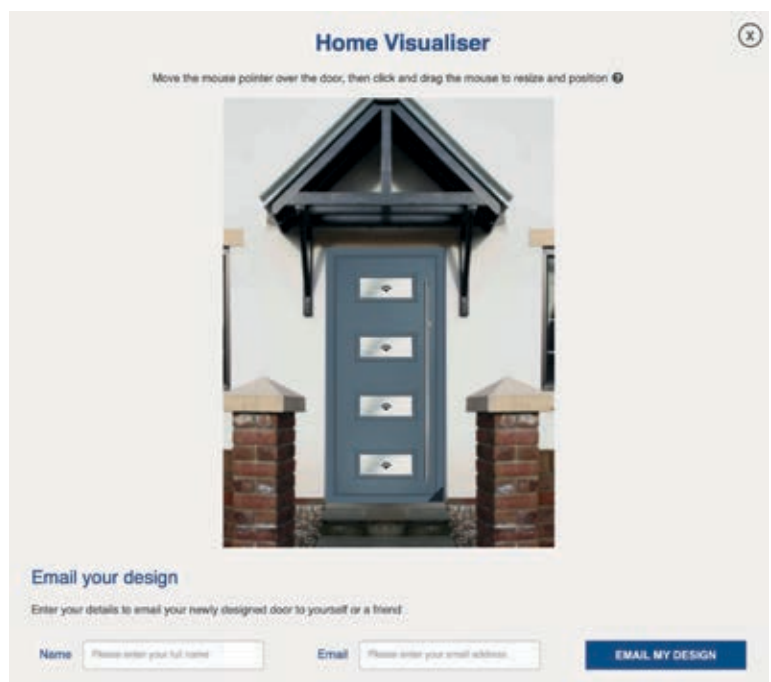 Home Visualiser
X
Move the mouse pointer over the door, then click and drag the mouse to resize and position ?
Email your design
Enter your details to email your newly designed door to yourself or a friend
Name Please enter your full name Email Please enter your email address EMAIL MY DESIGN